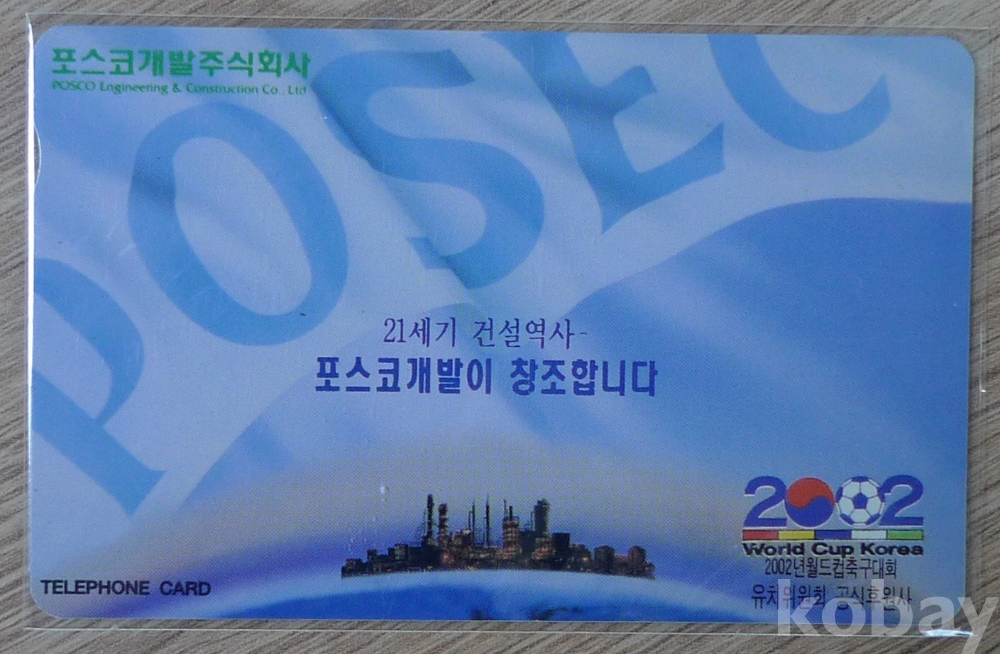 포스코개발주식회사
POSCO Engineering & Construction Co., Ltd
POSEC
21세기 건설역사-
포스코개발이 창조합니다
2002
World Cup Korea
2002년월드컵축구대회
유치위원회 공식후원사
TELEPHONE CARD
kobay